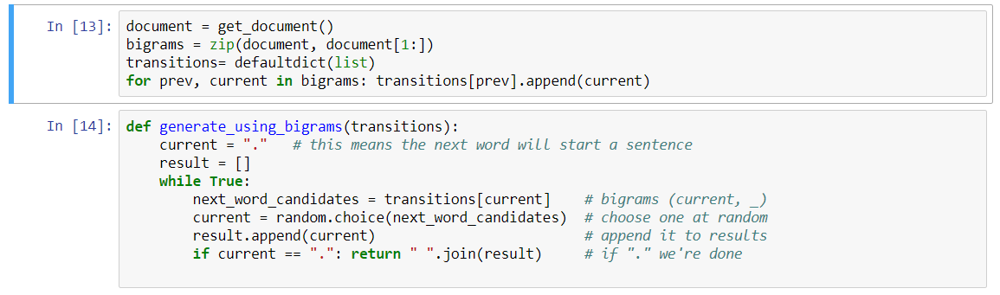 In [13]: document = get_document()
bigrams = zip(document, document[1:])
transitions= defaultdict(list)
for prev, current in bigrams: transitions[prev].append(current)
In [14]: def generate_using_bigrams(transitions):
    current = "."   # this means the next word will start a sentence
    result = []
    while True:
        next_word_candidates = transitions[current]    # bigrams (current, _)
        current = random.choice(next_word_candidates)  # choose one at random
        result.append(current)                         # append it to results
        if current == ".": return " ".join(result)     # if "." we're done